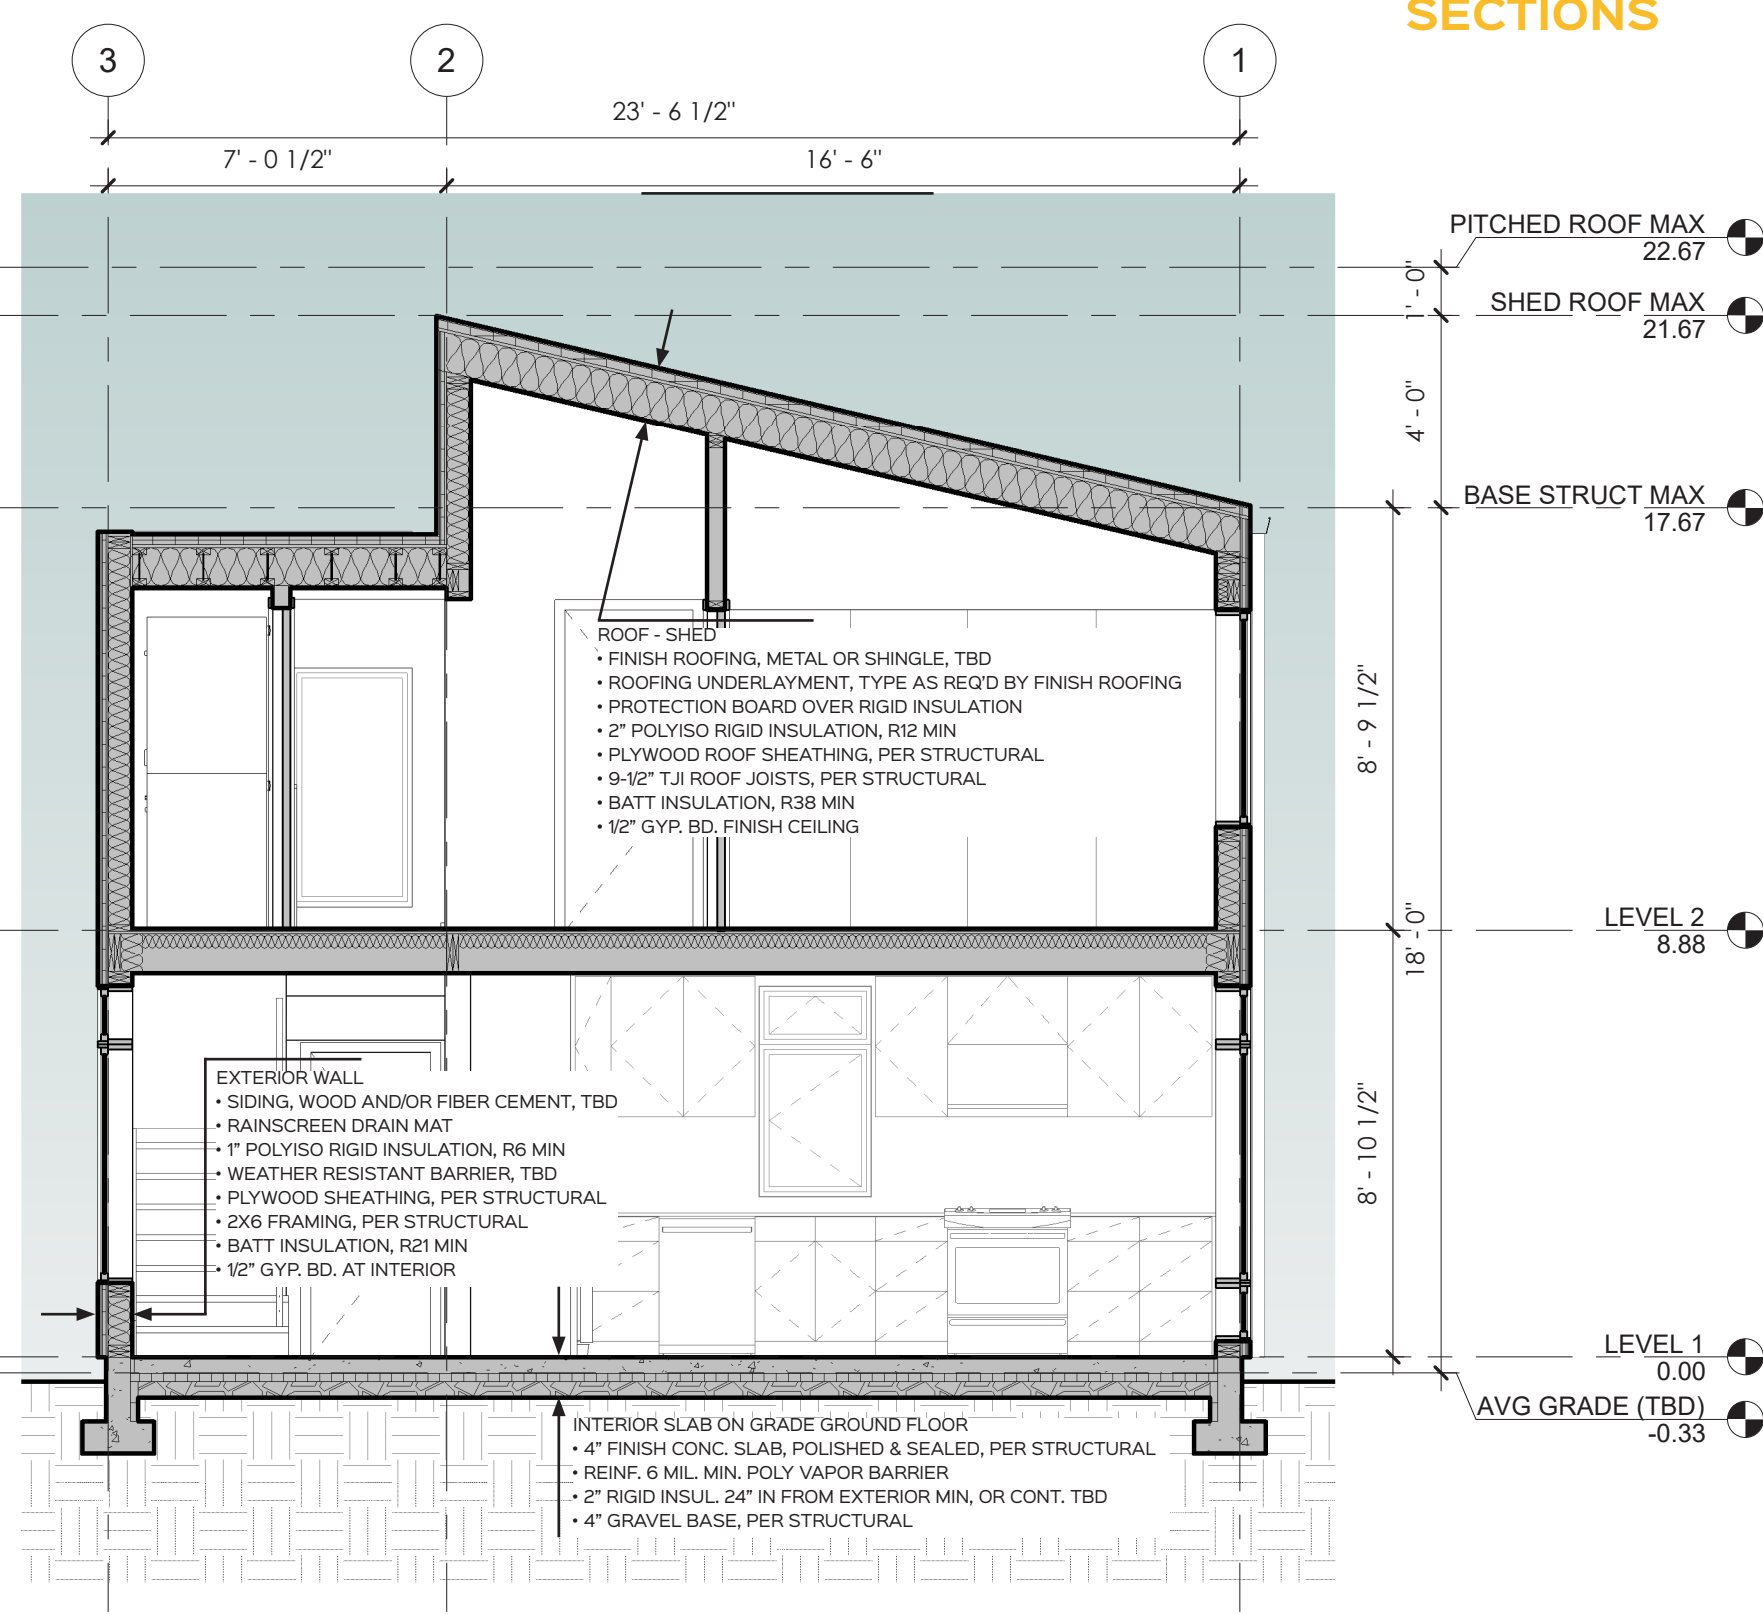 SECTIONS
3
2
1
23' - 6 1/2"
7' - 0 1/2"
16' - 6"
PITCHED ROOF MAX
22.67
1' - 0"
SHED ROOF MAX
21.67
4' - 0"
BASE STRUCT MAX
17.67
ROOF - SHED
• FINISH ROOFING, METAL OR SHINGLE, TBD
• ROOFING UNDERLAYMENT, TYPE AS REQ'D BY FINISH ROOFING
• PROTECTION BOARD OVER RIGID INSULATION
• 2" POLYISO RIGID INSULATION, R12 MIN
• PLYWOOD ROOF SHEATHING, PER STRUCTURAL
• 9-1/2" TJI ROOF JOISTS, PER STRUCTURAL
• BATT INSULATION, R38 MIN
• 1/2" GYP. BD. FINISH CEILING
8' - 9 1/2"
18' - 0"
LEVEL 2
8.88
EXTERIOR WALL
• SIDING, WOOD AND/OR FIBER CEMENT, TBD
• RAINSCREEN DRAIN MAT
• 1" POLYISO RIGID INSULATION, R6 MIN
• WEATHER RESISTANT BARRIER, TBD
• PLYWOOD SHEATHING, PER STRUCTURAL
• 2X6 FRAMING, PER STRUCTURAL
• BATT INSULATION, R21 MIN
• 1/2" GYP. BD. AT INTERIOR
8' - 10 1/2"
LEVEL 1
0.00
AVG GRADE (TBD)
-0.33
INTERIOR SLAB ON GRADE GROUND FLOOR
• 4" FINISH CONC. SLAB, POLISHED & SEALED, PER STRUCTURAL
• REINF. 6 MIL. MIN. POLY VAPOR BARRIER
• 2" RIGID INSUL. 24" IN FROM EXTERIOR MIN, OR CONT. TBD
• 4" GRAVEL BASE, PER STRUCTURAL